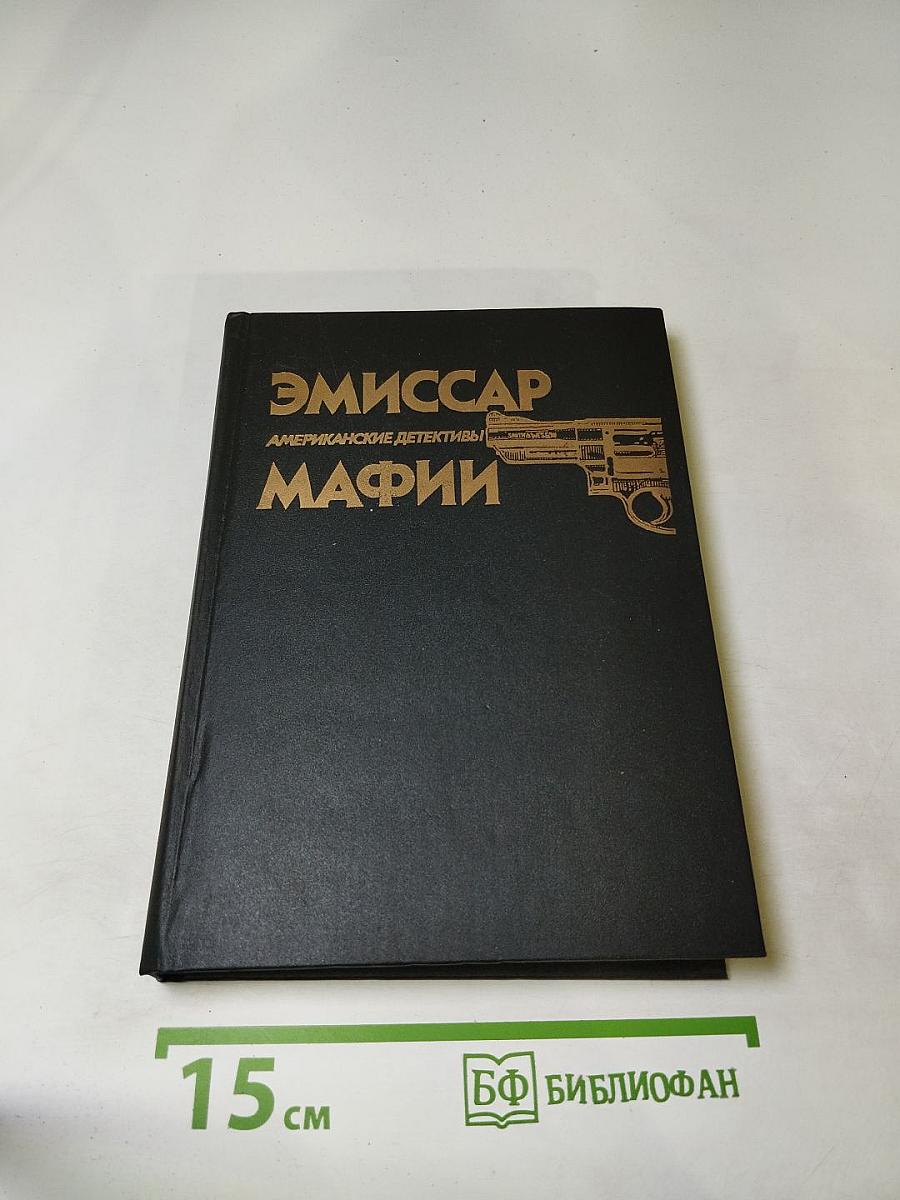 ЭМИССАР
АМЕРИКАНСКИЕ ДЕТЕКТИВЫ
МАФИИ
15 см
БФ БИБЛИОФАН